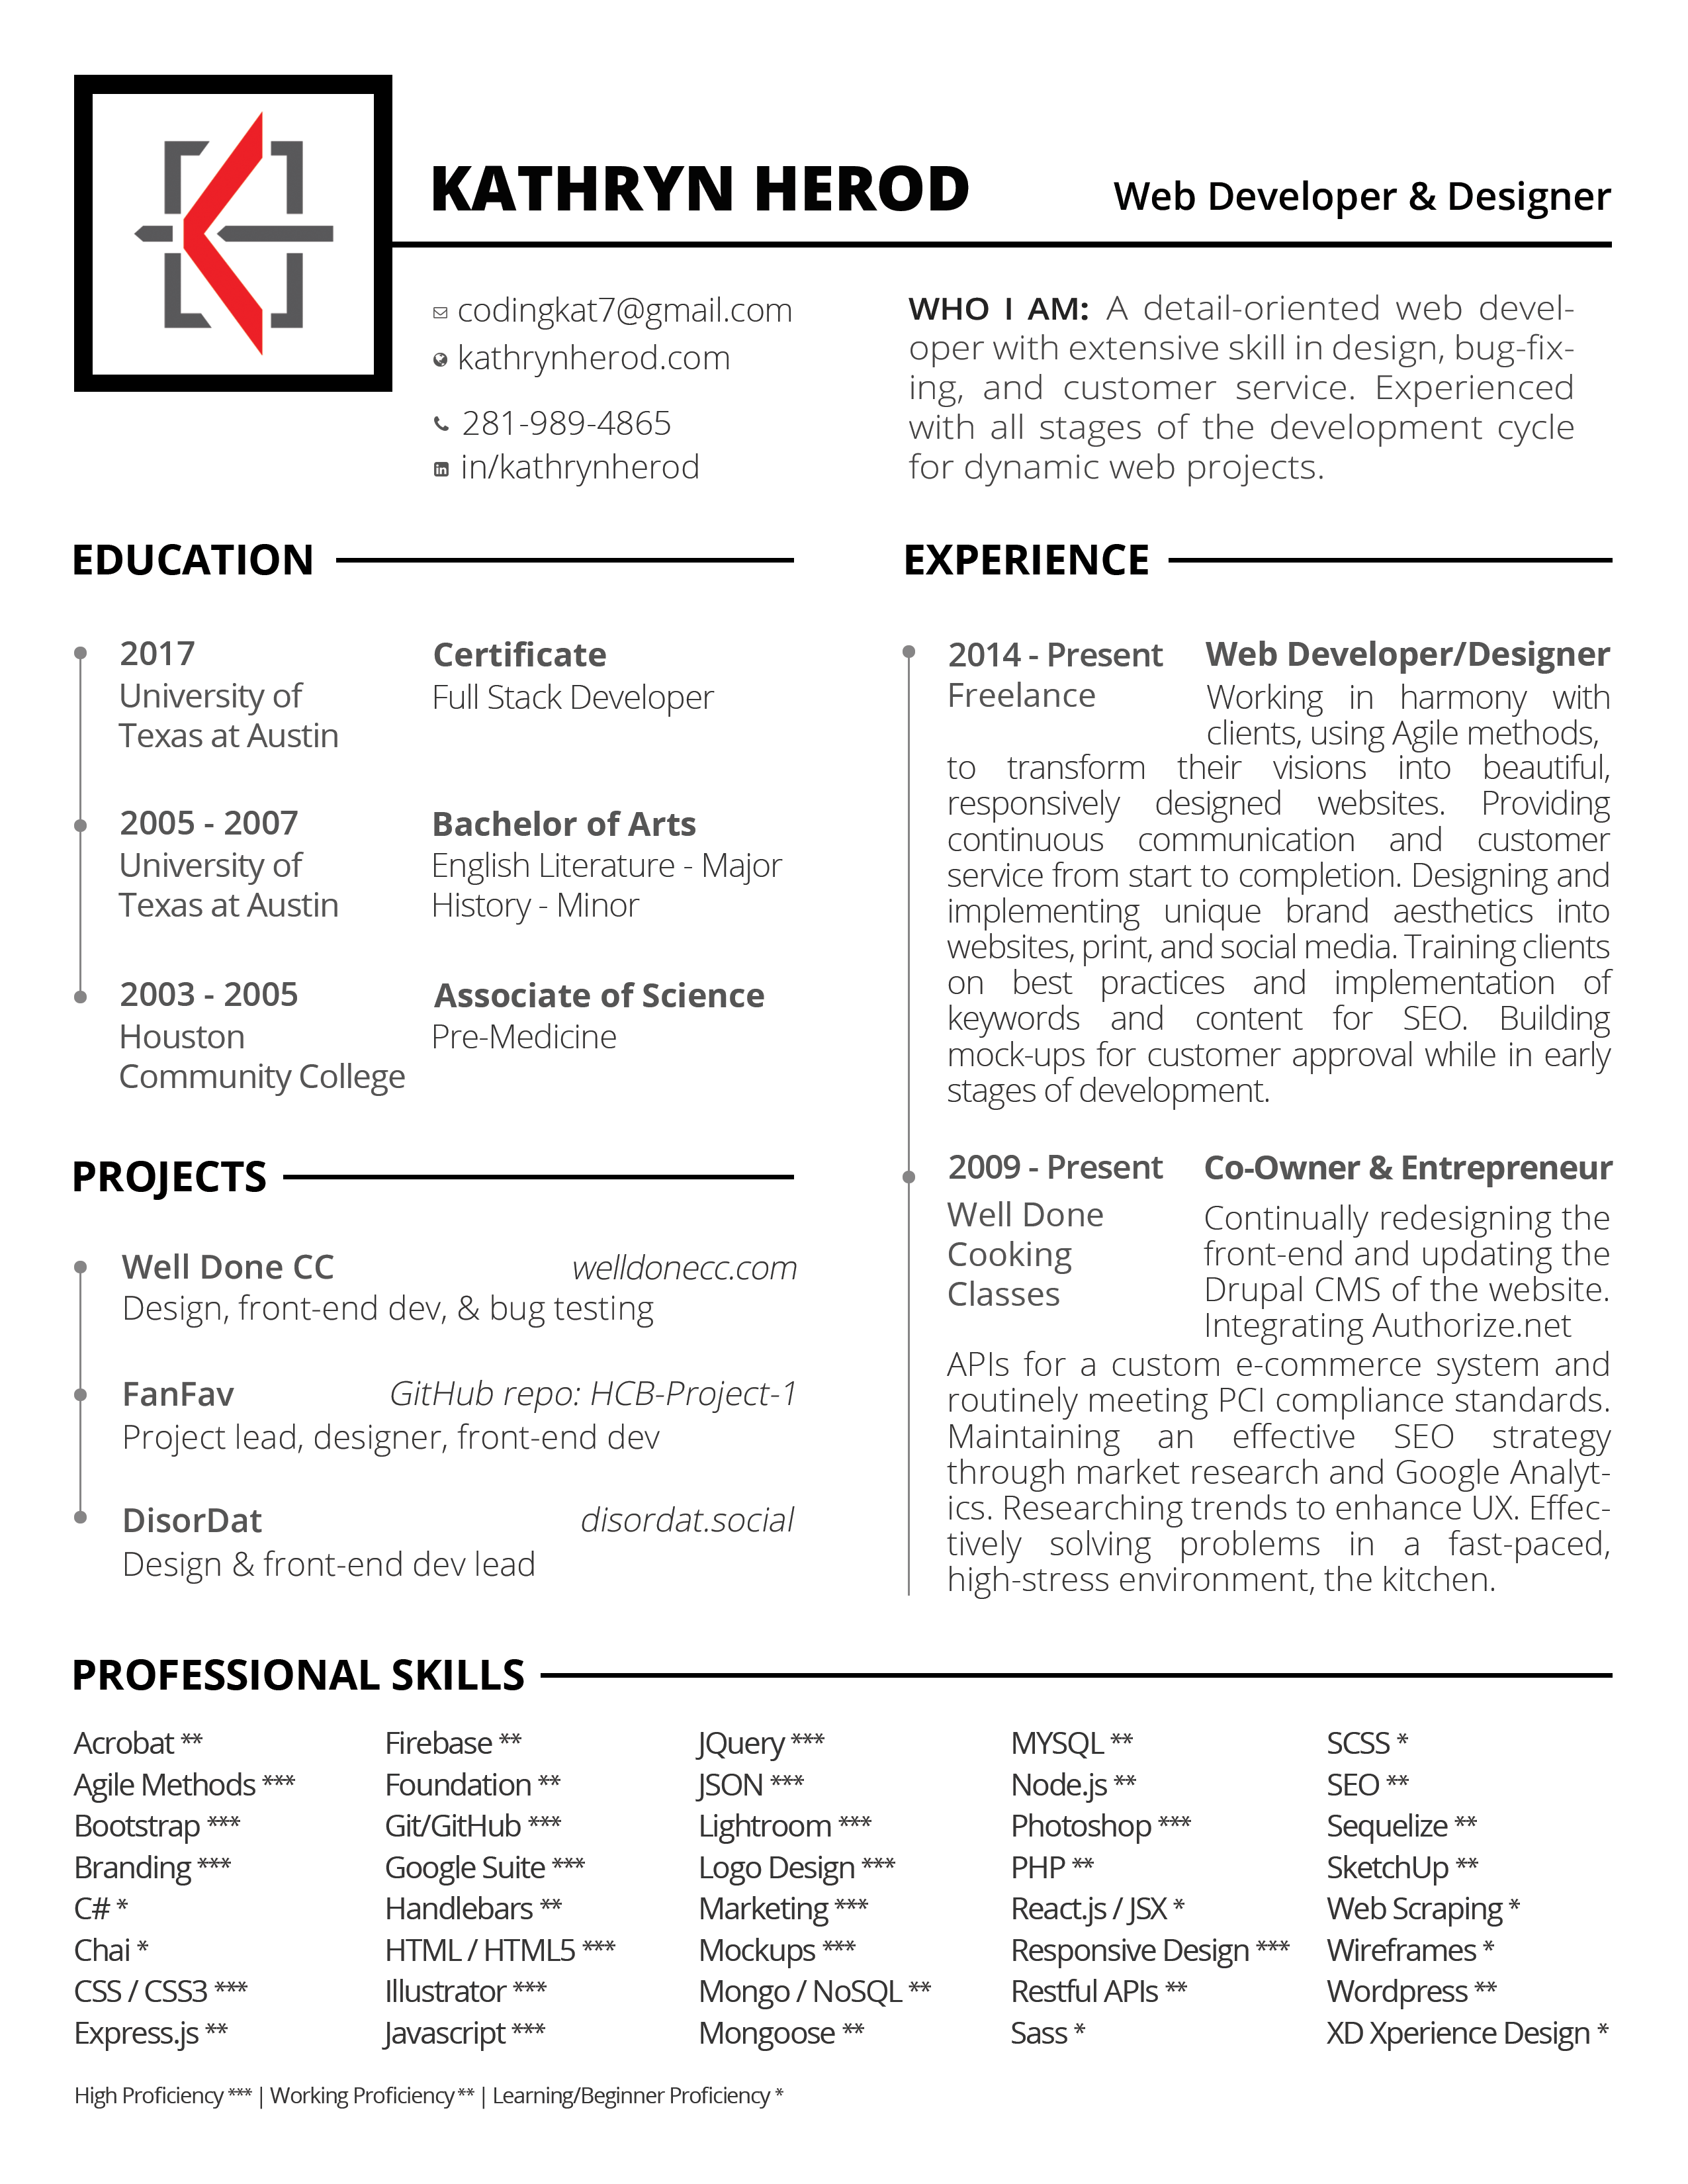 KATHRYN HEROD
Web Developer & Designer
codingkat7@gmail.com
kathrynherod.com
281-989-4865
in/kathrynherod
WHO I AM: A detail-oriented web devel-
oper with extensive skill in design, bug-fix-
ing, and customer service. Experienced
with all stages of the development cycle
for dynamic web projects.
EDUCATION
2017
University of
Texas at Austin
Certificate
Full Stack Developer
2005 - 2007
University of
Texas at Austin
Bachelor of Arts
English Literature - Major
History - Minor
2003 - 2005
Houston
Community College
Associate of Science
Pre-Medicine
PROJECTS
Well Done CC
welldonecc.com
Design, front-end dev, & bug testing
FanFav
GitHub repo: HCB-Project-1
Project lead, designer, front-end dev
DisorDat
disordat.social
Design & front-end dev lead
EXPERIENCE
2014 - Present
Freelance
Web Developer/Designer
Working in harmony with
clients, using Agile methods,
to transform their visions into beautiful,
responsively designed websites. Providing
continuous communication and customer
service from start to completion. Designing and
implementing unique brand aesthetics into
websites, print, and social media. Training clients
on best practices and implementation of
keywords and content for SEO. Building
mock-ups for customer approval while in early
stages of development.
2009 - Present
Well Done
Cooking
Classes
Co-Owner & Entrepreneur
Continually redesigning the
front-end and updating the
Drupal CMS of the website.
Integrating Authorize.net
APIs for a custom e-commerce system and
routinely meeting PCI compliance standards.
Maintaining an effective SEO strategy
through market research and Google Analyt-
ics. Researching trends to enhance UX. Effec-
tively solving problems in a fast-paced,
high-stress environment, the kitchen.
PROFESSIONAL SKILLS
Acrobat **
Agile Methods ***
Bootstrap ***
Branding ***
C# *
Chai *
CSS / CSS3 ***
Express.js **
Firebase **
Foundation **
Git/GitHub ***
Google Suite ***
Handlebars **
HTML / HTML5 ***
Illustrator ***
Javascript ***
JQuery ***
JSON ***
Lightroom ***
Logo Design ***
Marketing ***
Mockups ***
Mongo / NoSQL **
Mongoose **
MYSQL **
Node.js **
Photoshop ***
PHP **
React.js / JSX *
Responsive Design ***
Restful APIs **
Sass *
SCSS *
SEO **
Sequelize **
SketchUp **
Web Scraping *
Wireframes *
Wordpress **
XD Xperience Design *
High Proficiency *** | Working Proficiency ** | Learning/Beginner Proficiency *